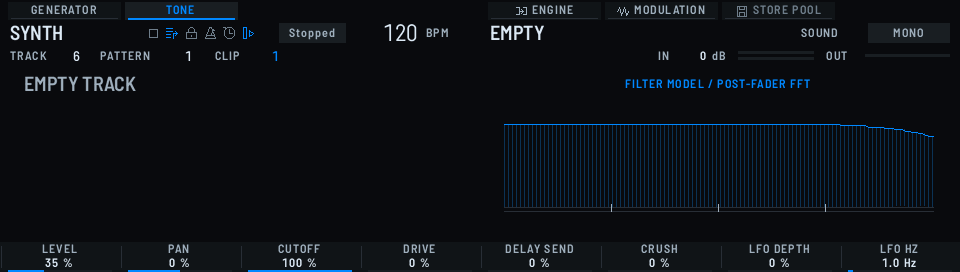 GENERATOR TONE ENGINE MODULATION STORE POOL
SYNTH Stopped 120 BPM EMPTY SOUND MONO
TRACK 6 PATTERN 1 CLIP 1 IN 0 dB OUT
EMPTY TRACK
FILTER MODEL / POST-FADER FFT
LEVEL PAN CUTOFF DRIVE DELAY SEND CRUSH LFO DEPTH LFO HZ
35 % 0 % 100 % 0 % 0 % 0 % 0 % 1.0 Hz